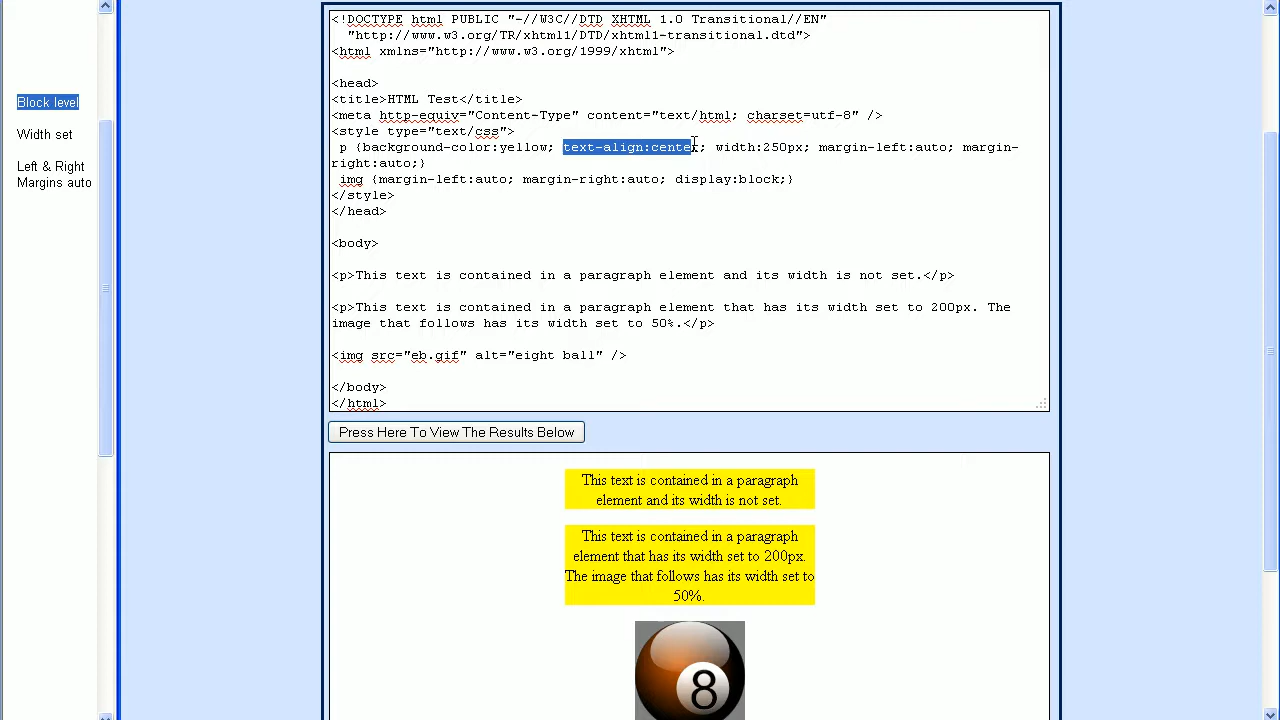 Block level
Width set
Left & Right
Margins auto
<!DOCTYPE html PUBLIC "-//W3C//DTD XHTML 1.0 Transitional//EN"
"http://www.w3.org/TR/xhtml1/DTD/xhtml1-transitional.dtd">
<html xmlns="http://www.w3.org/1999/xhtml">
<head>
<title>HTML Test</title>
<meta http-equiv="Content-Type" content="text/html; charset=utf-8" />
<style type="text/css">
p {background-color:yellow; text-align:center; width:250px; margin-left:auto; margin-
right:auto;}
img {margin-left:auto; margin-right:auto; display:block;}
</style>
</head>
<body>
<p>This text is contained in a paragraph element and its width is not set.</p>
<p>This text is contained in a paragraph element that has its width set to 200px. The
image that follows has its width set to 50%.</p>
<img src="eb.gif" alt="eight ball" />
</body>
</html>
Press Here To View The Results Below
This text is contained in a paragraph
element and its width is not set.
This text is contained in a paragraph
element that has its width set to 200px.
The image that follows has its width set to
50%.
8